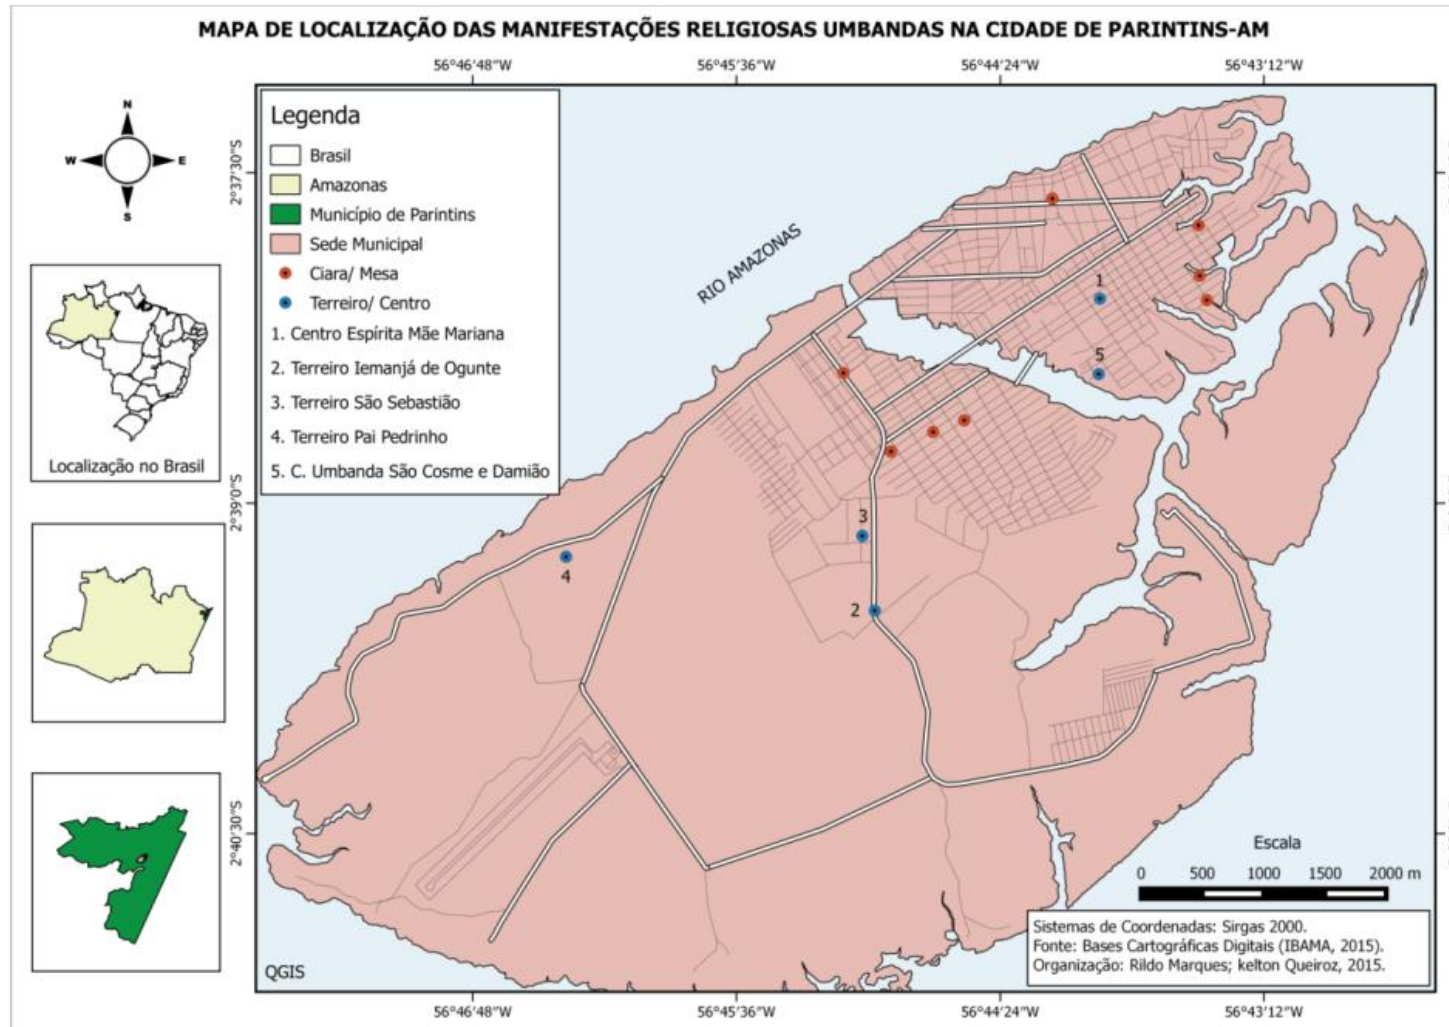 MAPA DE LOCALIZAÇÃO DAS MANIFESTAÇÕES RELIGIOSAS UMBANDAS NA CIDADE DE PARINTINS-AM
56°46'48"W
56°45'36"W
56°44'24"W
56°43'12"W
N
W
E
S
Localização no Brasil
2°37'30"S
2°39'0"S
2°40'30"S
Legenda
Brasil
Amazonas
Município de Parintins
Sede Municipal
Ciara/ Mesa
Terreiro/ Centro
1. Centro Espírita Mãe Mariana
2. Terreiro Iemanjá de Ogunte
3. Terreiro São Sebastião
4. Terreiro Pai Pedrinho
5. C. Umbanda São Cosme e Damião
RIO AMAZONAS
1
5
3
4
2
QGIS
Escala
0 500 1000 1500 2000 m
Sistemas de Coordenadas: Sirgas 2000.
Fonte: Bases Cartográficas Digitais (IBAMA, 2015).
Organização: Rildo Marques; kelton Queiroz, 2015.
56°46'48"W
56°45'36"W
56°44'24"W
56°43'12"W